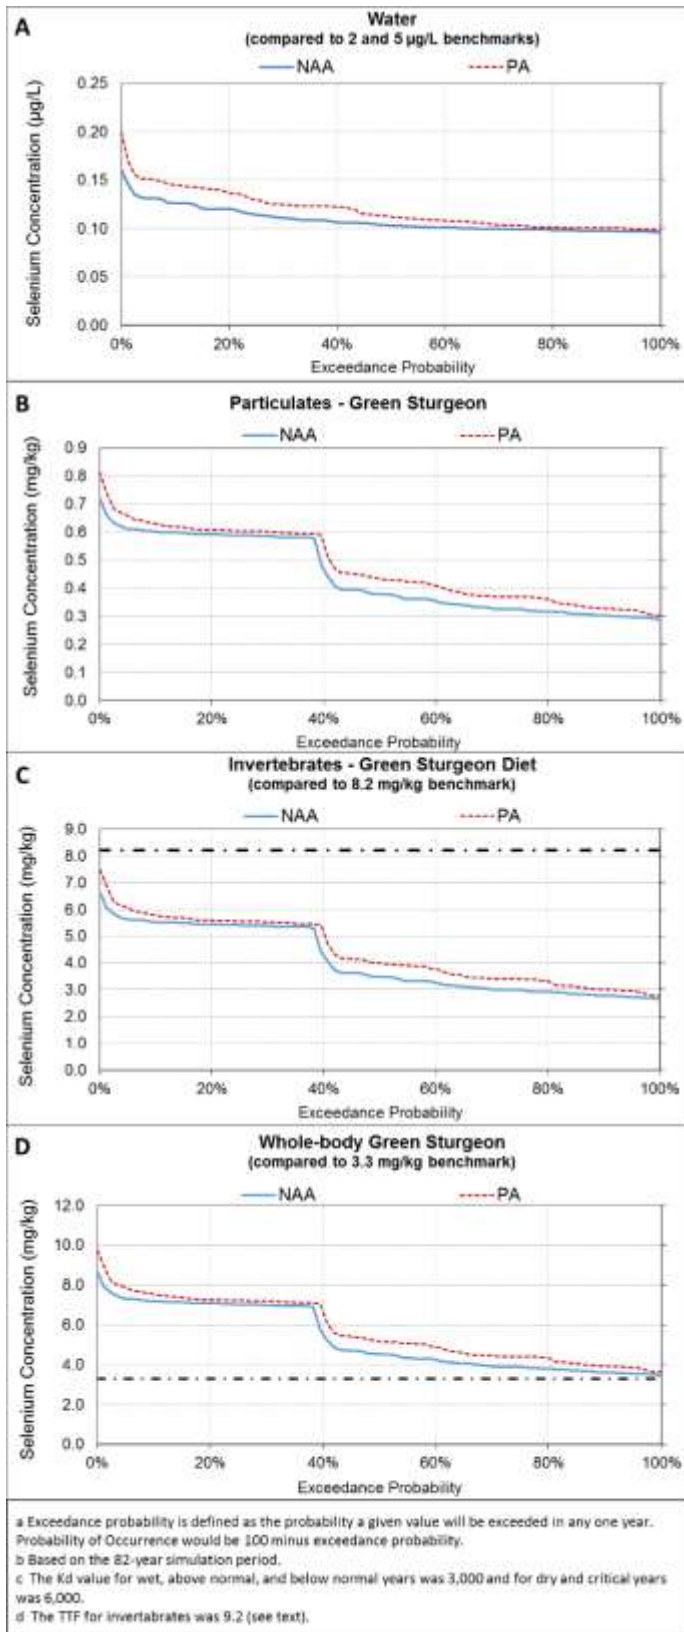 A
Water
(compared to 2 and 5 µg/L benchmarks)
NAA PA
Selenium Concentration (µg/L)
0.25
0.20
0.15
0.10
0.05
0.00
0% 20% 40% 60% 80% 100%
Exceedance Probability
B
Particulates - Green Sturgeon
NAA PA
Selenium Concentration (mg/kg)
0.9
0.8
0.7
0.6
0.5
0.4
0.3
0.2
0.1
0.0
0% 20% 40% 60% 80% 100%
Exceedance Probability
C
Invertebrates - Green Sturgeon Diet
(compared to 8.2 mg/kg benchmark)
NAA PA
Selenium Concentration (mg/kg)
9.0
8.0
7.0
6.0
5.0
4.0
3.0
2.0
1.0
0.0
0% 20% 40% 60% 80% 100%
Exceedance Probability
D
Whole-body Green Sturgeon
(compared to 3.3 mg/kg benchmark)
NAA PA
Selenium Concentration (mg/kg)
12.0
10.0
8.0
6.0
4.0
2.0
0.0
0% 20% 40% 60% 80% 100%
Exceedance Probability
a Exceedance probability is defined as the probability a given value will be exceeded in any one year.
Probability of Occurrence would be 100 minus exceedance probability.
b Based on the 82-year simulation period.
c The Kd value for wet, above normal, and below normal years was 3,000 and for dry and critical years
was 6,000.
d The TTF for invertabrates was 9.2 (see text).